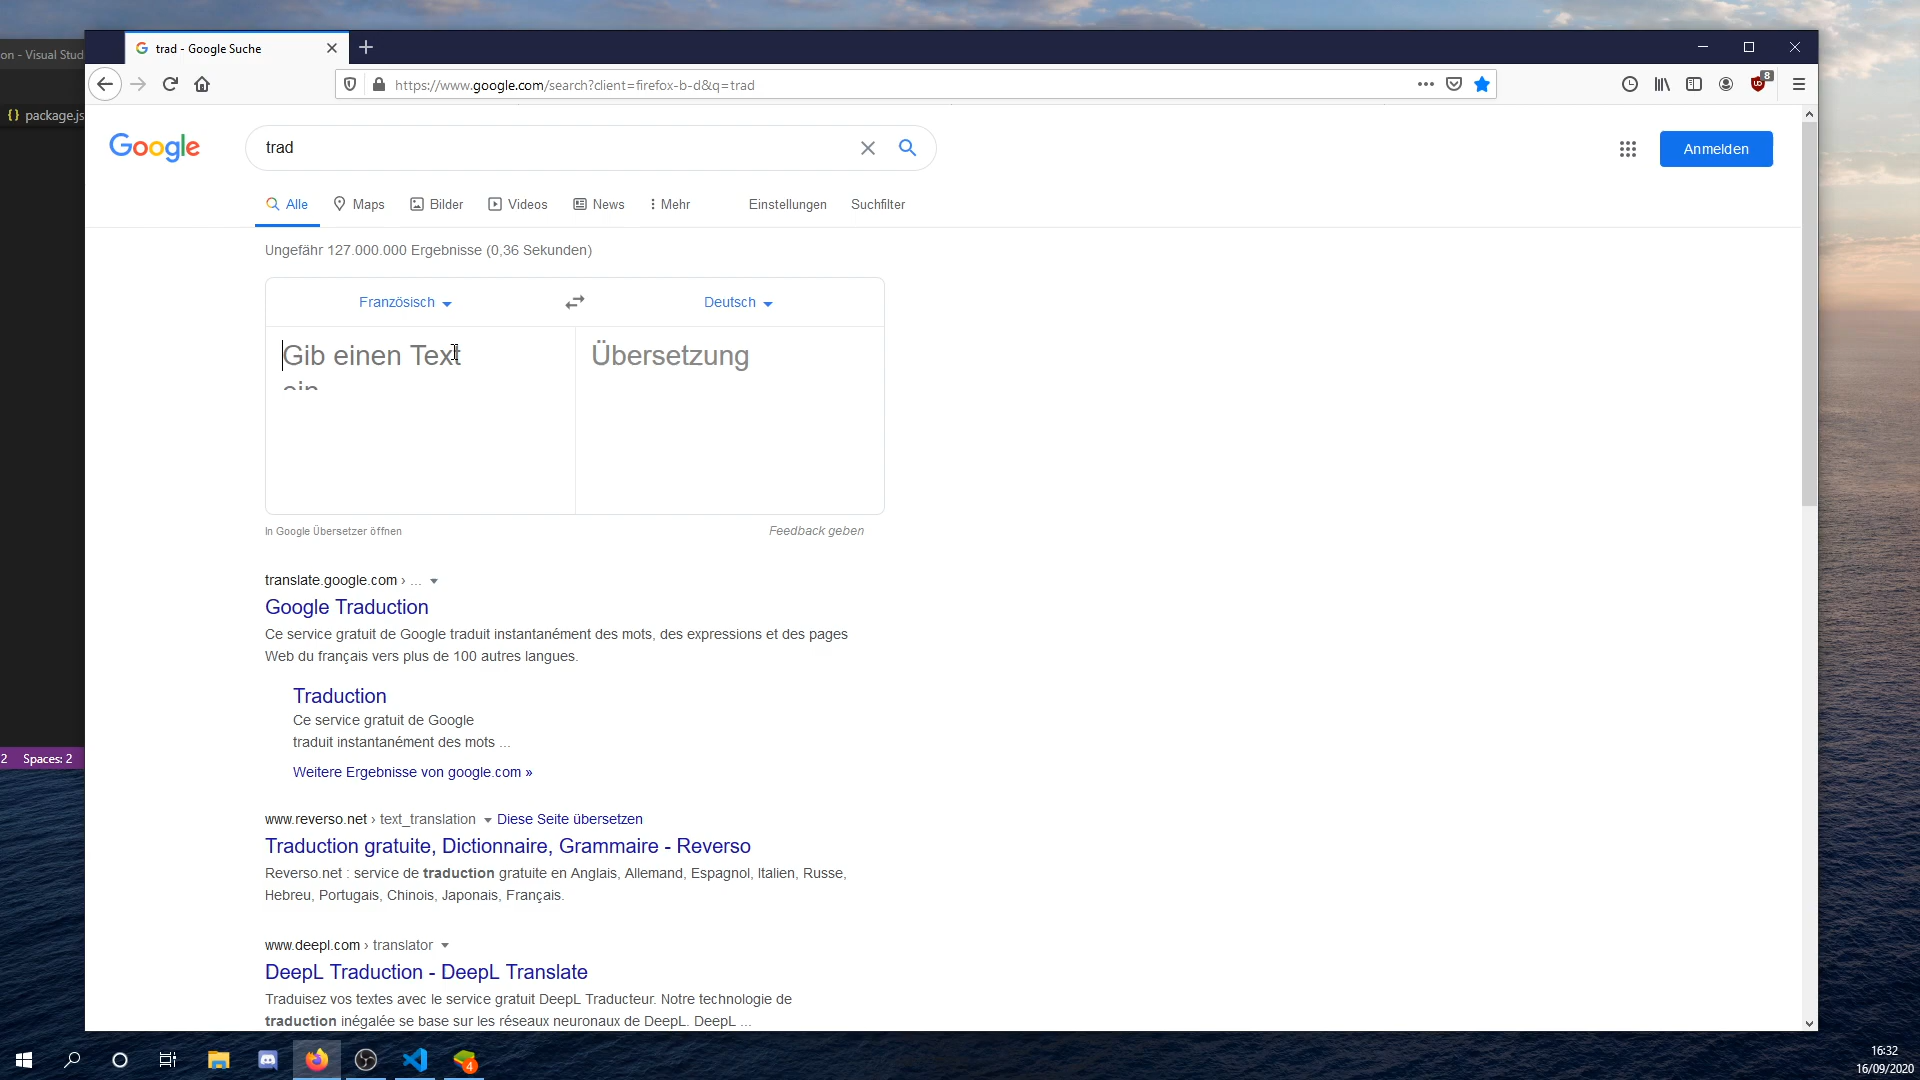 on - Visual Stud
trad - Google Suche
https://www.google.com/search?client=firefox-b-d&q=trad
8
{} package.js
Google
trad
Anmelden
Alle
Maps
Bilder
Videos
News
Mehr
Einstellungen
Suchfilter
Ungefähr 127.000.000 Ergebnisse (0,36 Sekunden)
Französisch
Deutsch
Gib einen Text
ein
Übersetzung
In Google Übersetzer öffnen
Feedback geben
translate.google.com › ...
Google Traduction
Ce service gratuit de Google traduit instantanément des mots, des expressions et des pages
Web du français vers plus de 100 autres langues.
Traduction
Ce service gratuit de Google
traduit instantanément des mots ...
Weitere Ergebnisse von google.com »
2 Spaces: 2
www.reverso.net › text_translation
Diese Seite übersetzen
Traduction gratuite, Dictionnaire, Grammaire - Reverso
Reverso.net : service de traduction gratuite en Anglais, Allemand, Espagnol, Italien, Russe,
Hebreu, Portugais, Chinois, Japonais, Français.
www.deepl.com › translator
DeepL Traduction - DeepL Translate
Traduisez vos textes avec le service gratuit DeepL Traducteur. Notre technologie de
traduction inégalée se base sur les réseaux neuronaux de DeepL. DeepL ...
4
16:32
16/09/2020